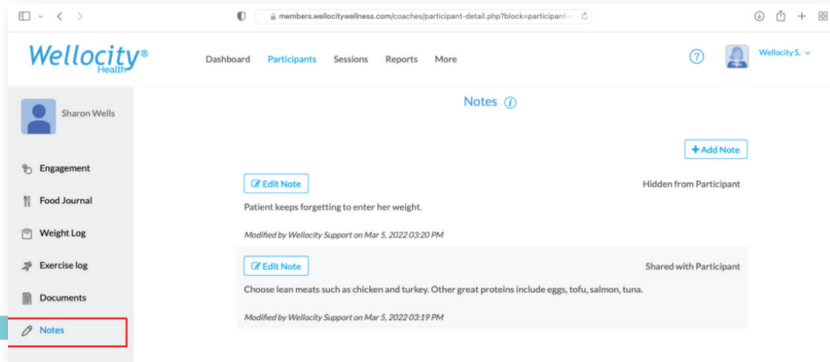 members.wellocitywellness.com/coaches/participant-detail.php?block=participant-
Wellocity®
Health
Dashboard Participants Sessions Reports More
? Wellocity S.
Sharon Wells
Notes i
+ Add Note
Engagement
Edit Note Hidden from Participant
Food Journal
Patient keeps forgetting to enter her weight.
Weight Log
Modified by Wellocity Support on Mar 5, 2022 03:20 PM
Exercise log
Edit Note Shared with Participant
Choose lean meats such as chicken and turkey. Other great proteins include eggs, tofu, salmon, tuna.
Documents
Modified by Wellocity Support on Mar 5, 2022 03:19 PM
Notes